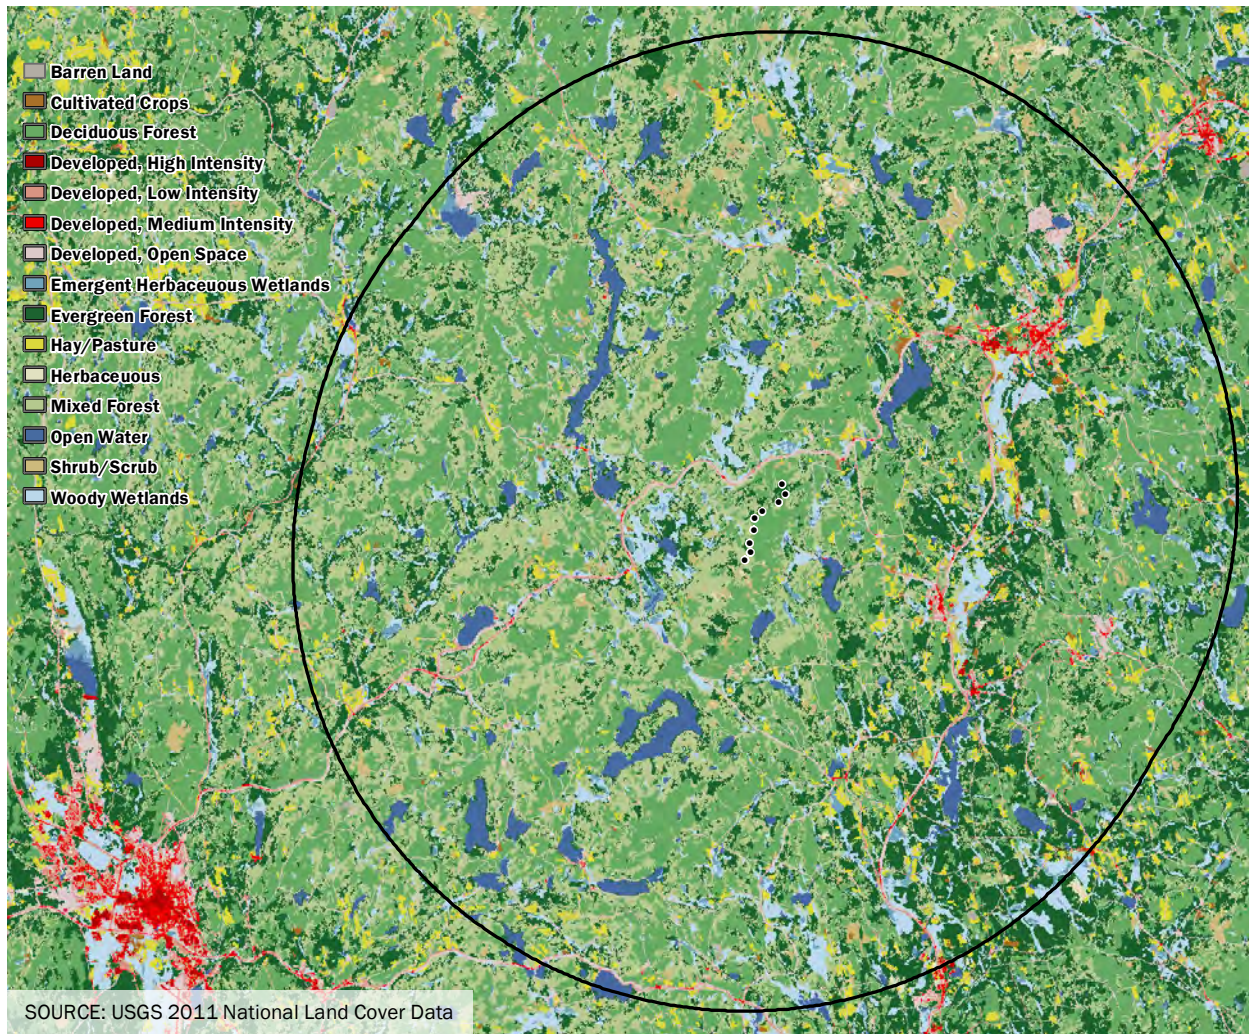 Barren Land
Cultivated Crops
Deciduous Forest
Developed, High Intensity
Developed, Low Intensity
Developed, Medium Intensity
Developed, Open Space
Emergent Herbaceous Wetlands
Evergreen Forest
Hay/Pasture
Herbaceous
Mixed Forest
Open Water
Shrub/Scrub
Woody Wetlands
SOURCE: USGS 2011 National Land Cover Data